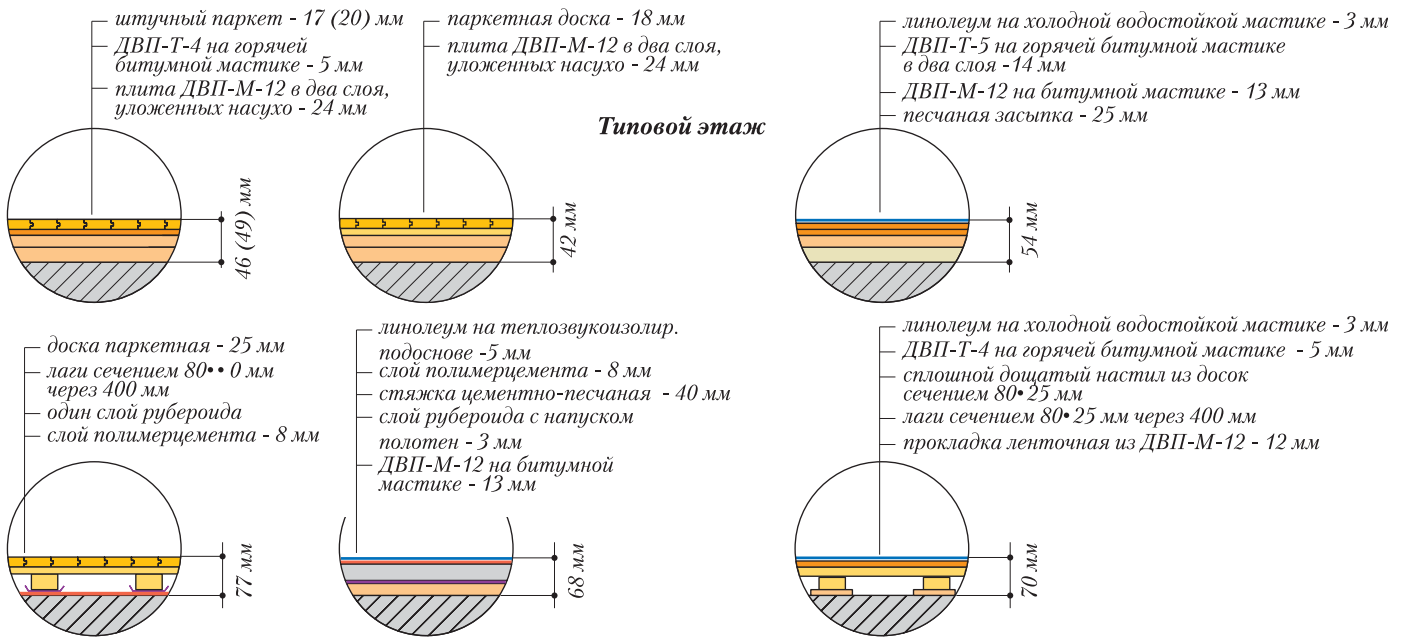 штучный паркет - 17 (20) мм
ДВП-Т-4 на горячей
битумной мастике - 5 мм
плита ДВП-М-12 в два слоя,
уложенных насухо - 24 мм
46 (49) мм
паркетная доска - 18 мм
плита ДВП-М-12 в два слоя,
уложенных насухо - 24 мм
42 мм
Типовой этаж
линолеум на холодной водостойкой мастике - 3 мм
ДВП-Т-5 на горячей битумной мастике
в два слоя -14 мм
ДВП-М-12 на битумной мастике - 13 мм
песчаная засыпка - 25 мм
54 мм
доска паркетная - 25 мм
лаги сечением 80•• 0 мм
через 400 мм
один слой рубероида
слой полимерцемента - 8 мм
77 мм
линолеум на теплозвукоизолир.
подоснове -5 мм
слой полимерцемента - 8 мм
стяжка цементно-песчаная - 40 мм
слой рубероида с напуском
полотен - 3 мм
ДВП-М-12 на битумной
мастике - 13 мм
68 мм
линолеум на холодной водостойкой мастике - 3 мм
ДВП-Т-4 на горячей битумной мастике - 5 мм
сплошной дощатый настил из досок
сечением 80•25 мм
лаги сечением 80•25 мм через 400 мм
прокладка ленточная из ДВП-М-12 - 12 мм
70 мм